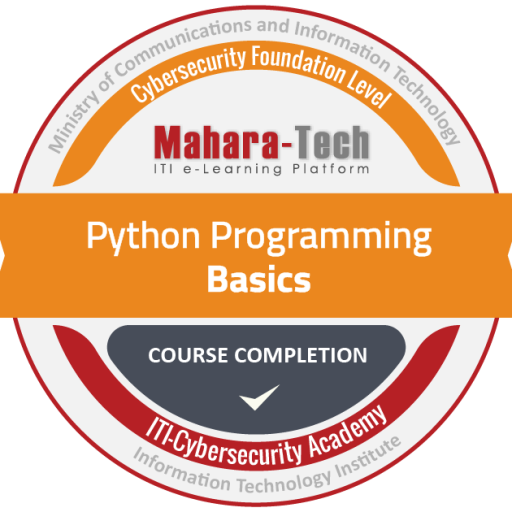 Ministry of Communications and Information Technology
Cybersecurity Foundation Level
Mahara-Tech
ITI e-Learning Platform
Python Programming
Basics
COURSE COMPLETION
ITI-Cybersecurity Academy
Information Technology Institute